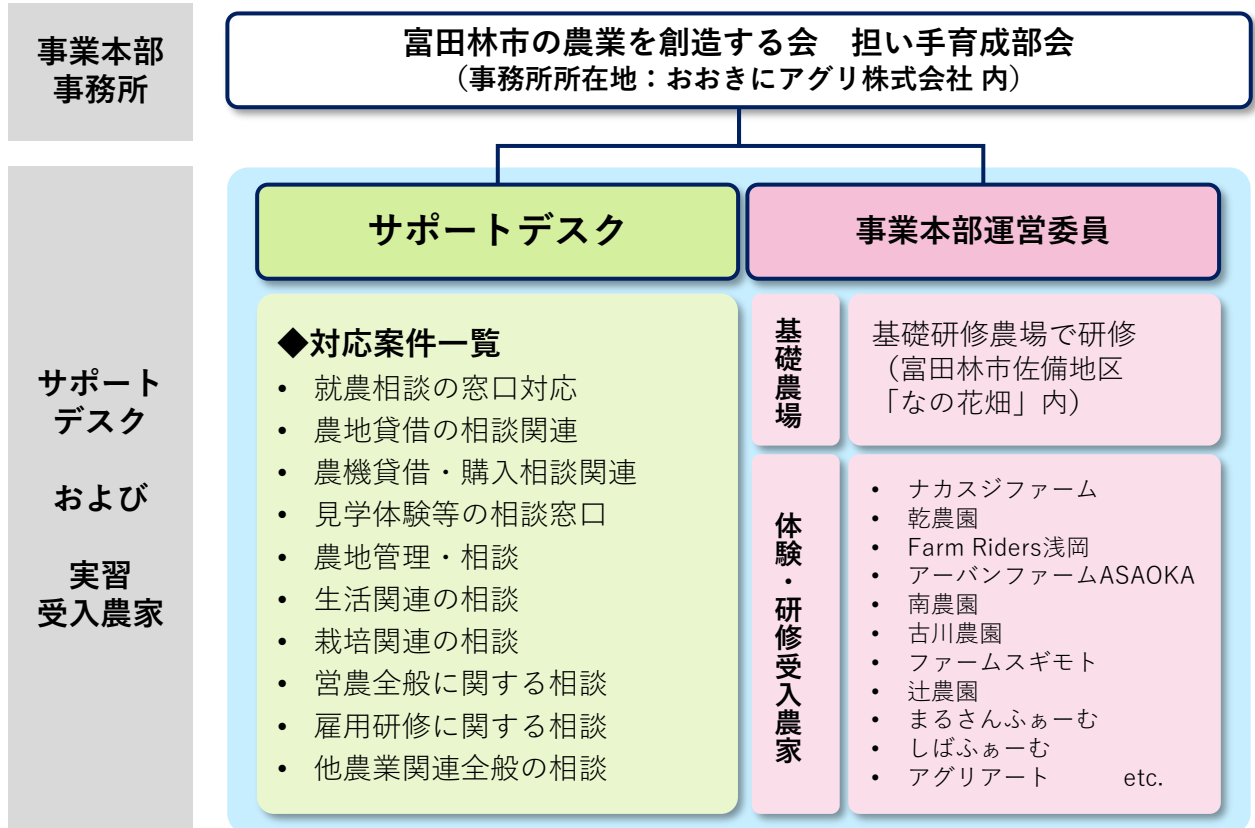 事業本部
事務所
富田林市の農業を創造する会　担い手育成部会
（事務所所在地：おおきにアグリ株式会社 内）
サポート
デスク
および
実習
受入農家
サポートデスク
◆対応案件一覧
• 就農相談の窓口対応
• 農地貸借の相談関連
• 農機貸借・購入相談関連
• 見学体験等の相談窓口
• 農地管理・相談
• 生活関連の相談
• 栽培関連の相談
• 営農全般に関する相談
• 雇用研修に関する相談
• 他農業関連全般の相談
事業本部運営委員
基礎農場
基礎研修農場で研修
（富田林市佐備地区
「なの花畑」内）
体験・研修受入農家
• ナカスジファーム
• 乾農園
• Farm Riders浅岡
• アーバンファームASAOKA
• 南農園
• 古川農園
• ファームスギモト
• 辻農園
• まるさんふぁーむ
• しばふぁーむ
• アグリアート　　　etc.